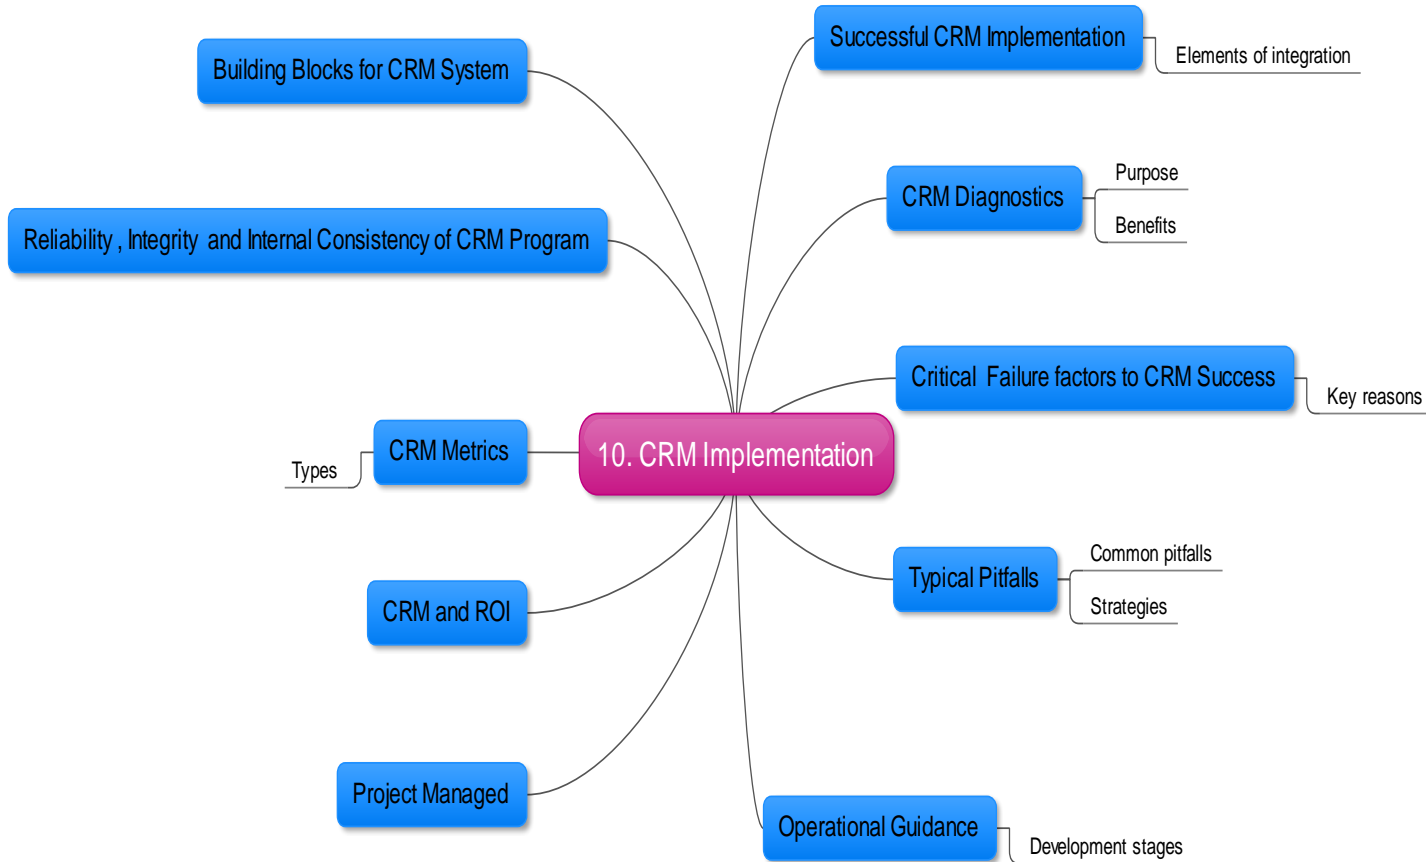 Successful CRM Implementation
Elements of integration
Building Blocks for CRM System
CRM Diagnostics
Purpose
Benefits
Reliability , Integrity and Internal Consistency of CRM Program
Critical Failure factors to CRM Success
Key reasons
10. CRM Implementation
CRM Metrics
Types
Typical Pitfalls
Common pitfalls
Strategies
CRM and ROI
Project Managed
Operational Guidance
Development stages